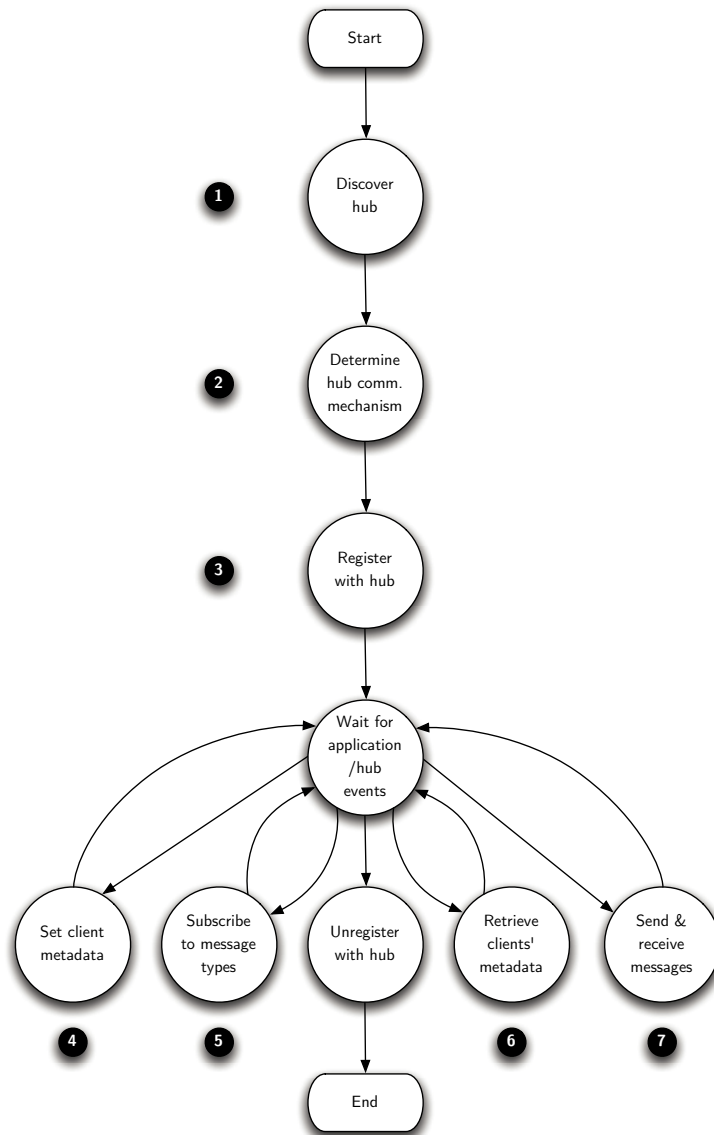 Start
1
Discover
hub
2
Determine
hub comm.
mechanism
3
Register
with hub
Wait for
application
/hub
events
Set client
metadata
Subscribe
to message
types
Unregister
with hub
Retrieve
clients'
metadata
Send &
receive
messages
4
5
6
7
End